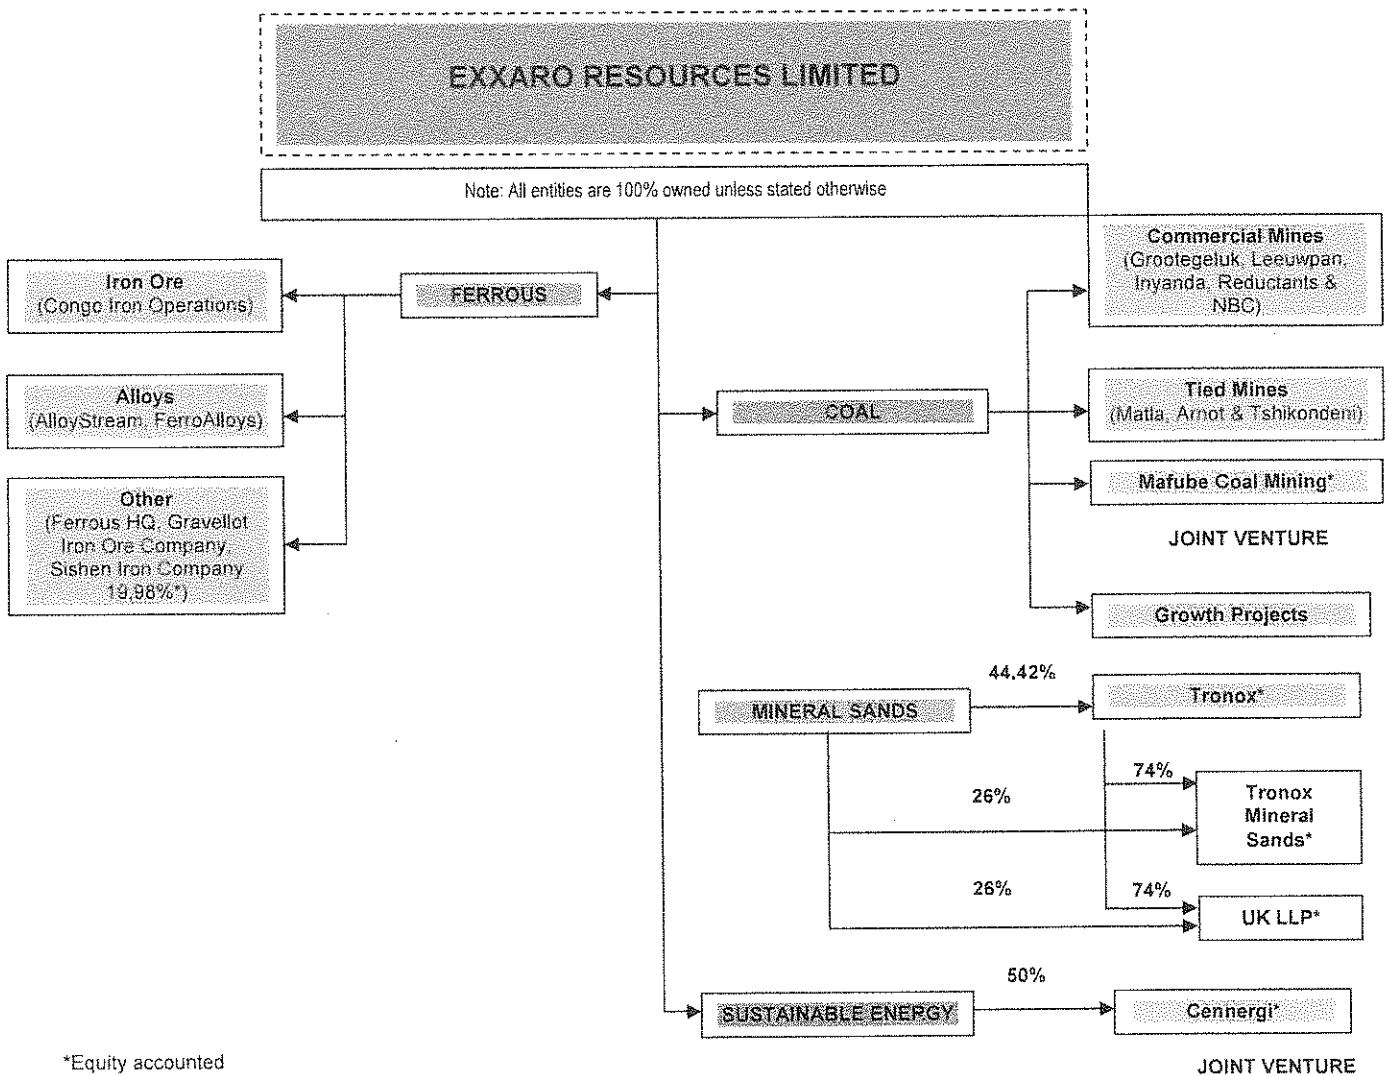 EXXARO RESOURCES LIMITED
Note: All entities are 100% owned unless stated otherwise
Iron Ore
(Congo Iron Operations)
FERROUS
Commercial Mines
(Grootegeluk, Leeuwpan,
Inyanda, Reductants &
NBC)
Alloys
(AlloyStream, FerroAlloys)
COAL
Tied Mines
(Matla, Arnot & Tshikondeni)
Other
(Ferrous HQ, Gravellot
Iron Ore Company,
Sishen Iron Company
19,98%*)
Mafube Coal Mining*
JOINT VENTURE
Growth Projects
44,42%
MINERAL SANDS
Tronox*
74%
26%
Tronox
Mineral
Sands*
26%
74%
UK LLP*
50%
SUSTAINABLE ENERGY
Cennergi*
*Equity accounted
JOINT VENTURE